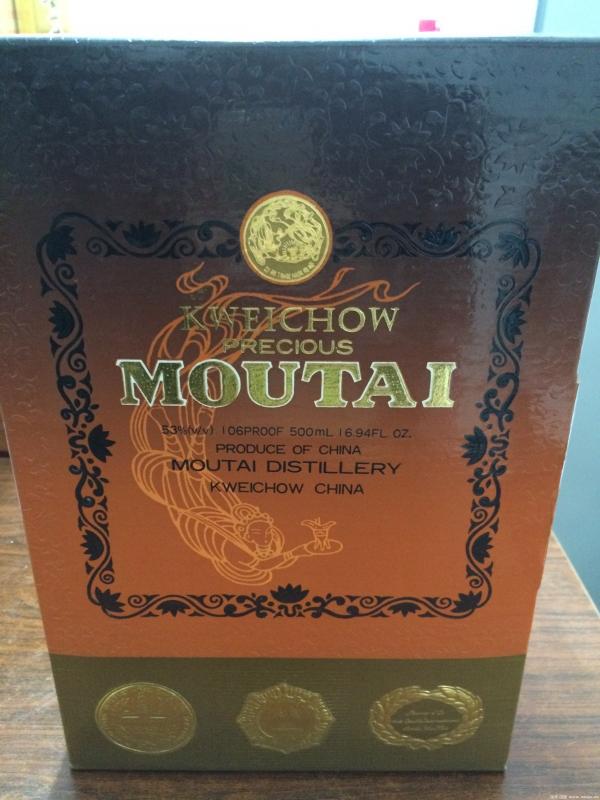 KWEICHOW
PRECIOUS
MOUTAI
53%(v/v) 106PROOF 500mL 16.94FL OZ.
PRODUCE OF CHINA
MOUTAI DISTILLERY
KWEICHOW CHINA